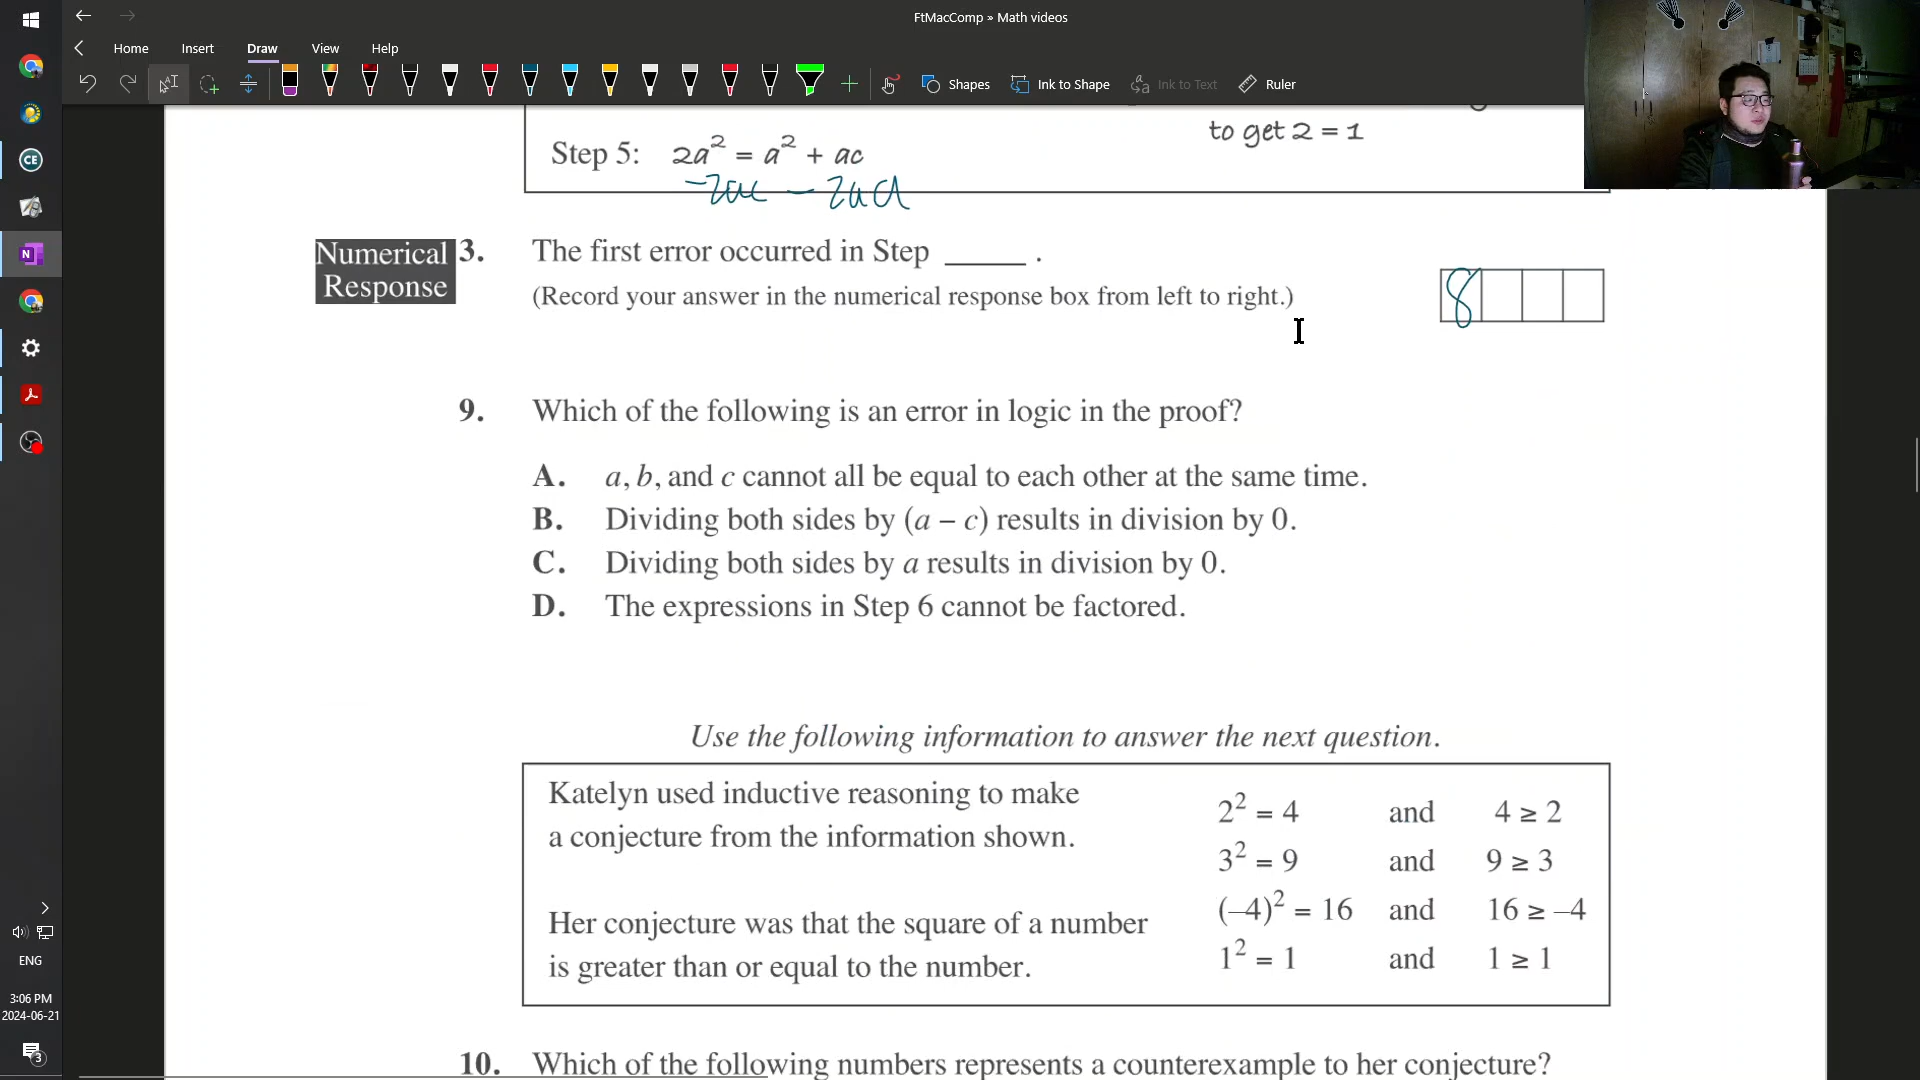 FtMacComp » Math videos
Home Insert Draw View Help
Shapes Ink to Shape Ink to Text Ruler
to get 2 = 1
Step 5: 2a² = a² + ac
-2ac - 2ac
Numerical Response
3. The first error occurred in Step _____ .
(Record your answer in the numerical response box from left to right.)
8
9. Which of the following is an error in logic in the proof?
A. a, b, and c cannot all be equal to each other at the same time.
B. Dividing both sides by (a – c) results in division by 0.
C. Dividing both sides by a results in division by 0.
D. The expressions in Step 6 cannot be factored.
Use the following information to answer the next question.
Katelyn used inductive reasoning to make
a conjecture from the information shown.
Her conjecture was that the square of a number
is greater than or equal to the number.
2² = 4 and 4 ≥ 2
3² = 9 and 9 ≥ 3
(–4)² = 16 and 16 ≥ –4
1² = 1 and 1 ≥ 1
10. Which of the following numbers represents a counterexample to her conjecture?
CE
N
ENG
3:06 PM
2024-06-21
3